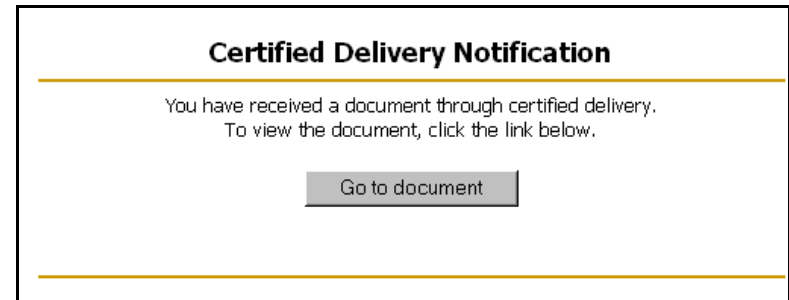 Certified Delivery Notification
You have received a document through certified delivery.
To view the document, click the link below.
Go to document